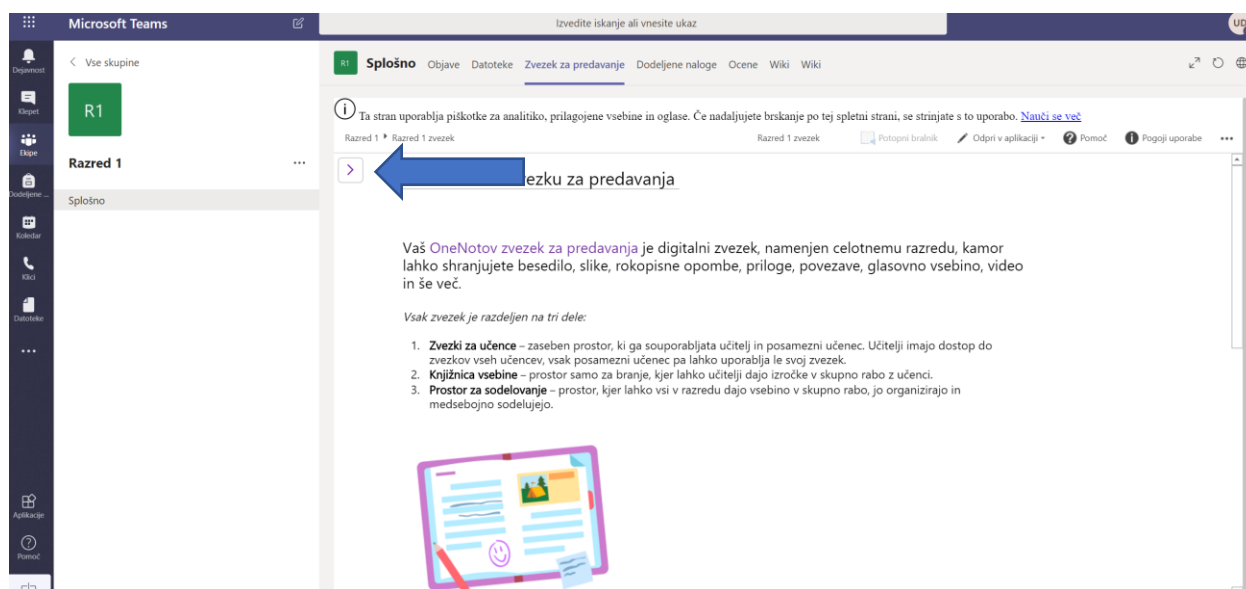 Microsoft Teams
Izvedite iskanje ali vnesite ukaz
Dejavnost
Klepet
Ekipe
Dodeljene ...
Koledar
Klici
Datoteke
Aplikacije
Pomoč
Vse skupine
R1
Razred 1
Splošno
R1 Splošno Objave Datoteke Zvezek za predavanje Dodeljene naloge Ocene Wiki Wiki
Ta stran uporablja piškotke za analitiko, prilagojene vsebine in oglase. Če nadaljujete brskanje po tej spletni strani, se strinjate s to uporabo. Nauči se več
Razred 1 Razred 1 zvezek Razred 1 zvezek Potopni bralnik Odpri v aplikaciji Pomoč Pogoji uporabe
ezku za predavanja
Vaš OneNotov zvezek za predavanja je digitalni zvezek, namenjen celotnemu razredu, kamor
lahko shranjujete besedilo, slike, rokopisne opombe, priloge, povezave, glasovno vsebino, video
in še več.
Vsak zvezek je razdeljen na tri dele:
1. Zvezki za učence – zaseben prostor, ki ga souporabljata učitelj in posamezni učenec. Učitelji imajo dostop do
zvezkov vseh učencev, vsak posamezni učenec pa lahko uporablja le svoj zvezek.
2. Knjižnica vsebine – prostor samo za branje, kjer lahko učitelji dajo izročke v skupno rabo z učenci.
3. Prostor za sodelovanje – prostor, kjer lahko vsi v razredu dajo vsebino v skupno rabo, jo organizirajo in
medsebojno sodelujejo.